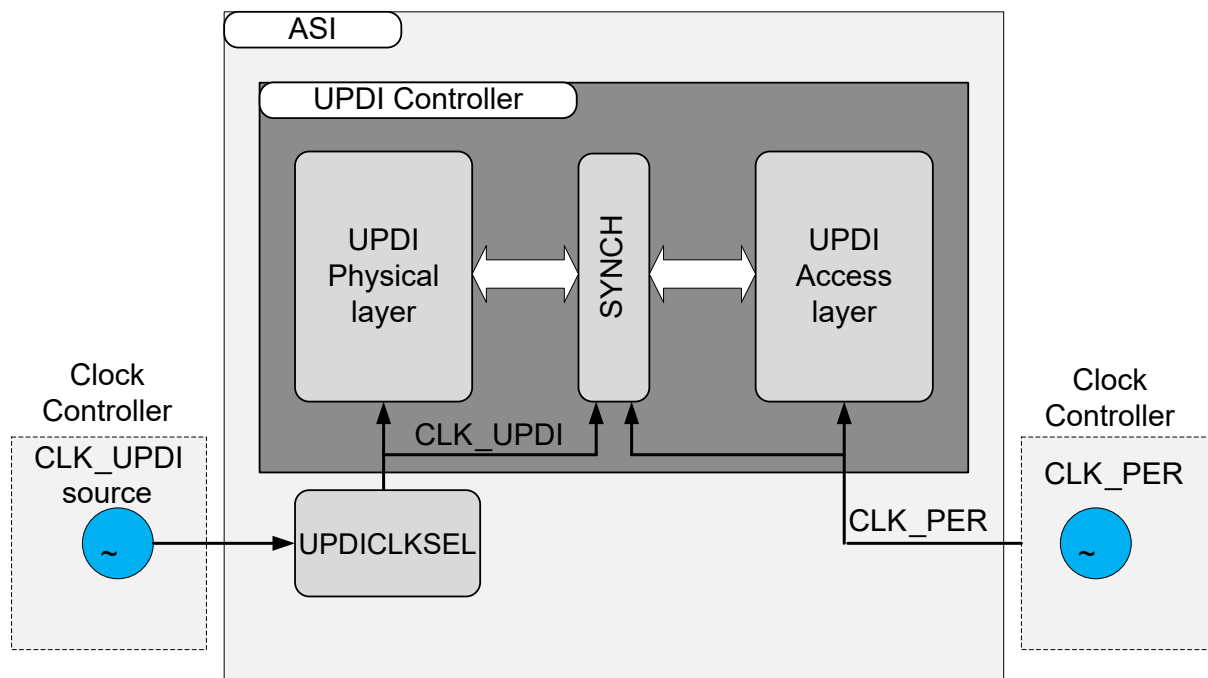 ASI
UPDI Controller
UPDI
Physical
layer
SYNCH
UPDI
Access
layer
Clock
Controller
CLK_UPDI
source
~
CLK_UPDI
UPDICLKSEL
CLK_PER
Clock
Controller
CLK_PER
~